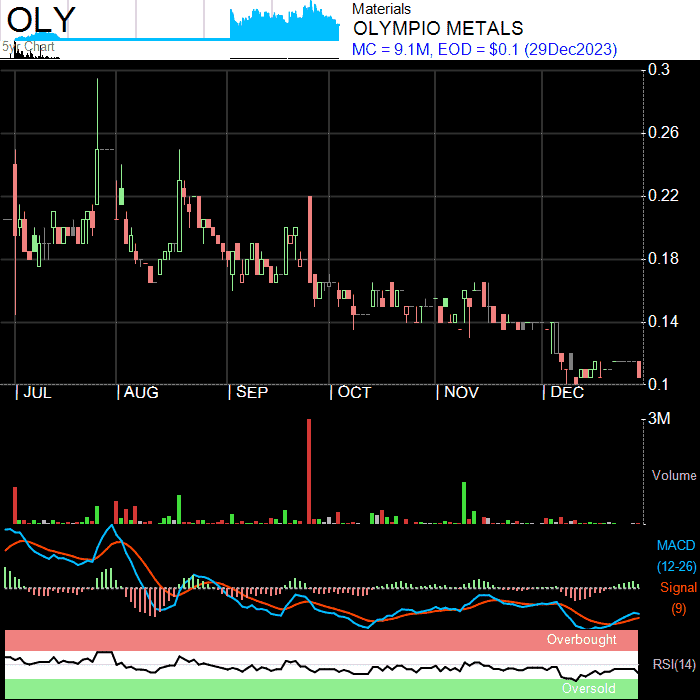 OLY
5yr Chart
Materials
OLYMPIO METALS
MC = 9.1M, EOD = $0.1 (29Dec2023)
0.3
0.26
0.22
0.18
0.14
0.1
JUL
AUG
SEP
OCT
NOV
DEC
3M
Volume
MACD
(12-26)
Signal
(9)
Overbought
RSI(14)
Oversold